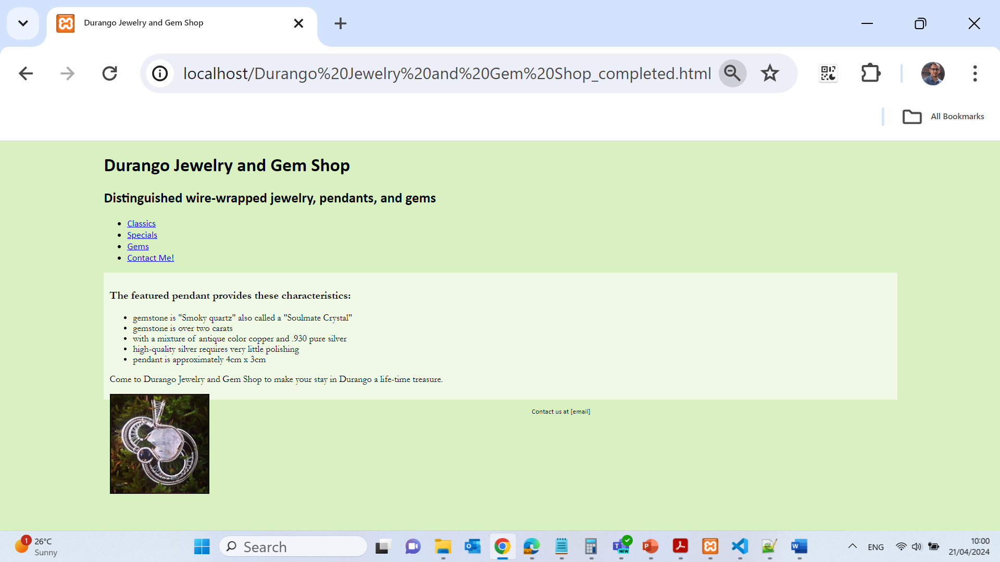 Durango Jewelry and Gem Shop
localhost/Durango%20Jewelry%20and%20Gem%20Shop_completed.html
All Bookmarks
Durango Jewelry and Gem Shop
Distinguished wire-wrapped jewelry, pendants, and gems
Classics
Specials
Gems
Contact Me!
The featured pendant provides these characteristics:
gemstone is "Smoky quartz" also called a "Soulmate Crystal"
gemstone is over two carats
with a mixture of antique color copper and .930 pure silver
high-quality silver requires very little polishing
pendant is approximately 4cm x 3cm
Come to Durango Jewelry and Gem Shop to make your stay in Durango a life-time treasure.
Contact us at [email]
1
26°C
Sunny
Search
NEW
ENG
10:00
21/04/2024